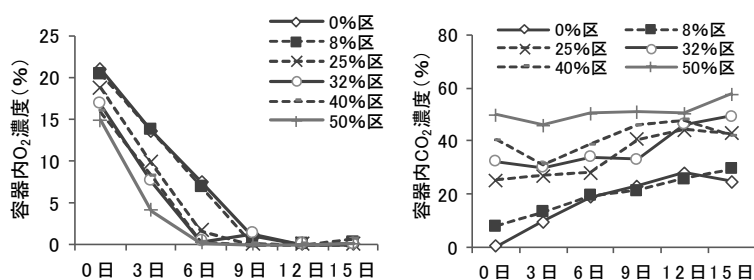 容器内O₂濃度(%)
25
20
15
10
5
0
0日 3日 6日 9日 12日 15日
0%区
8%区
25%区
32%区
40%区
50%区
容器内CO₂濃度(%)
80
60
40
20
0
0日 3日 6日 9日 12日 15日
0%区 8%区
25%区 32%区
40%区 50%区